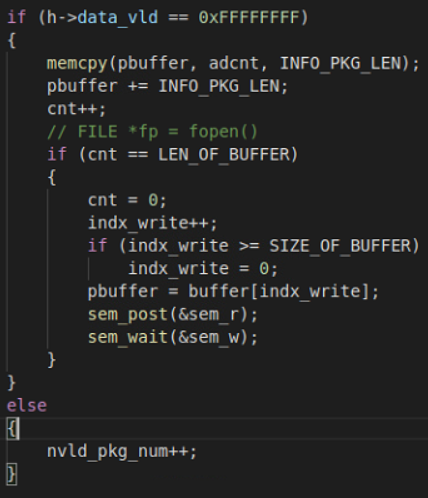 if (h->data_vld == 0xFFFFFFFF)
{
    memcpy(pbuffer, adcnt, INFO_PKG_LEN);
    pbuffer += INFO_PKG_LEN;
    cnt++;
    // FILE *fp = fopen()
    if (cnt == LEN_OF_BUFFER)
    {
        cnt = 0;
        indx_write++;
        if (indx_write >= SIZE_OF_BUFFER)
            indx_write = 0;
        pbuffer = buffer[indx_write];
        sem_post(&sem_r);
        sem_wait(&sem_w);
    }
}
else
{
    nvld_pkg_num++;
}